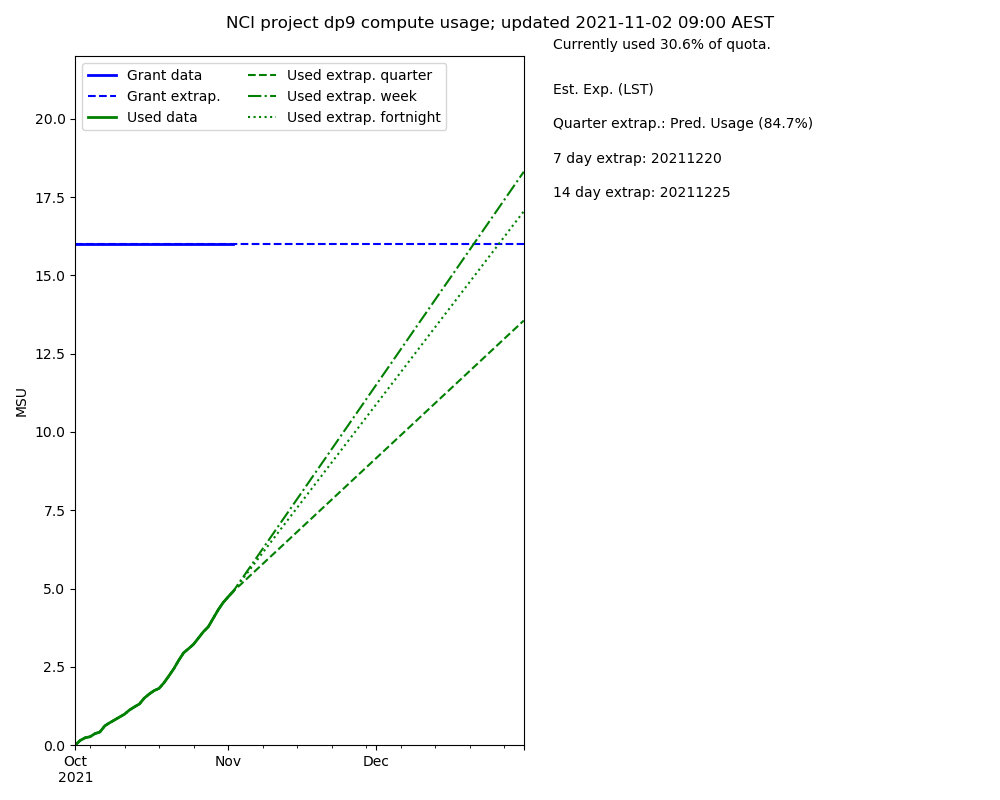 NCI project dp9 compute usage; updated 2021-11-02 09:00 AEST
Currently used 30.6% of quota.
Est. Exp. (LST)
Quarter extrap.: Pred. Usage (84.7%)
7 day extrap: 20211220
14 day extrap: 20211225
Grant data
Grant extrap.
Used data
Used extrap. quarter
Used extrap. week
Used extrap. fortnight
MSU
20.0
17.5
15.0
12.5
10.0
7.5
5.0
2.5
0.0
Oct
2021
Nov
Dec